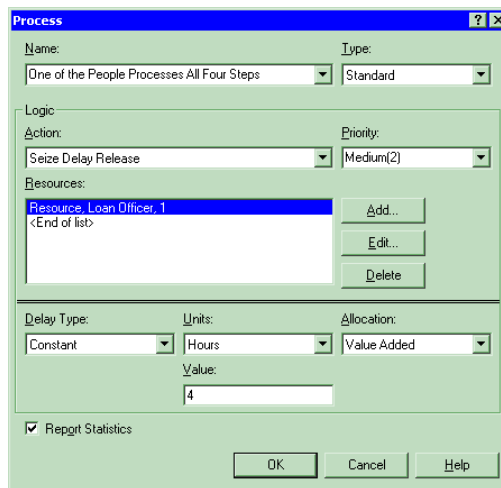 Process
? X
Name: Type:
One of the People Processes All Four Steps Standard
Logic
Action: Priority:
Seize Delay Release Medium(2)
Resources:
Resource, Loan Officer, 1 Add...
<End of list>
Edit...
Delete
Delay Type: Units: Allocation:
Constant Hours Value Added
Value:
4
Report Statistics
OK Cancel Help